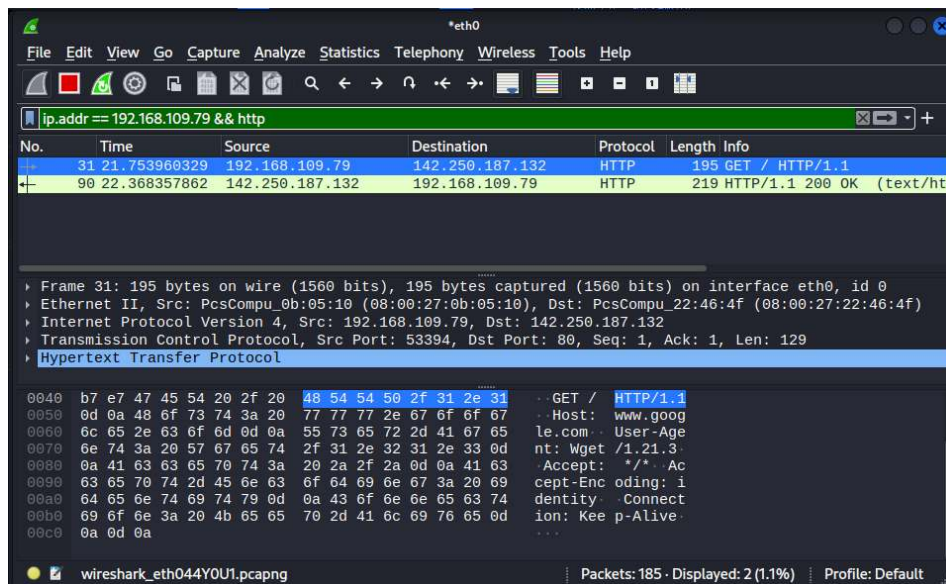 *eth0
File Edit View Go Capture Analyze Statistics Telephony Wireless Tools Help
ip.addr == 192.168.109.79 && http
No. Time Source Destination Protocol Length Info
31 21.753960329 192.168.109.79 142.250.187.132 HTTP 195 GET / HTTP/1.1
90 22.368357862 142.250.187.132 192.168.109.79 HTTP 219 HTTP/1.1 200 OK (text/ht
Frame 31: 195 bytes on wire (1560 bits), 195 bytes captured (1560 bits) on interface eth0, id 0
Ethernet II, Src: PcsCompu_0b:05:10 (08:00:27:0b:05:10), Dst: PcsCompu_22:46:4f (08:00:27:22:46:4f)
Internet Protocol Version 4, Src: 192.168.109.79, Dst: 142.250.187.132
Transmission Control Protocol, Src Port: 53394, Dst Port: 80, Seq: 1, Ack: 1, Len: 129
Hypertext Transfer Protocol
0040 b7 e7 47 45 54 20 2f 20 48 54 54 50 2f 31 2e 31 ··GET / HTTP/1.1
0050 0d 0a 48 6f 73 74 3a 20 77 77 77 2e 67 6f 6f 67 ··Host: www.goog
0060 6c 65 2e 63 6f 6d 0d 0a 55 73 65 72 2d 41 67 65 le.com·· User-Age
0070 6e 74 3a 20 57 67 65 74 2f 31 2e 32 31 2e 33 0d nt: Wget /1.21.3·
0080 0a 41 63 63 65 70 74 3a 20 2a 2f 2a 0d 0a 41 63 ·Accept: */*··Ac
0090 63 65 70 74 2d 45 6e 63 6f 64 69 6e 67 3a 20 69 cept-Enc oding: i
00a0 64 65 6e 74 69 74 79 0d 0a 43 6f 6e 6e 65 63 74 dentity· ·Connect
00b0 69 6f 6e 3a 20 4b 65 65 70 2d 41 6c 69 76 65 0d ion: Kee p-Alive·
00c0 0a 0d 0a ···
wireshark_eth044Y0U1.pcapng Packets: 185 · Displayed: 2 (1.1%) Profile: Default